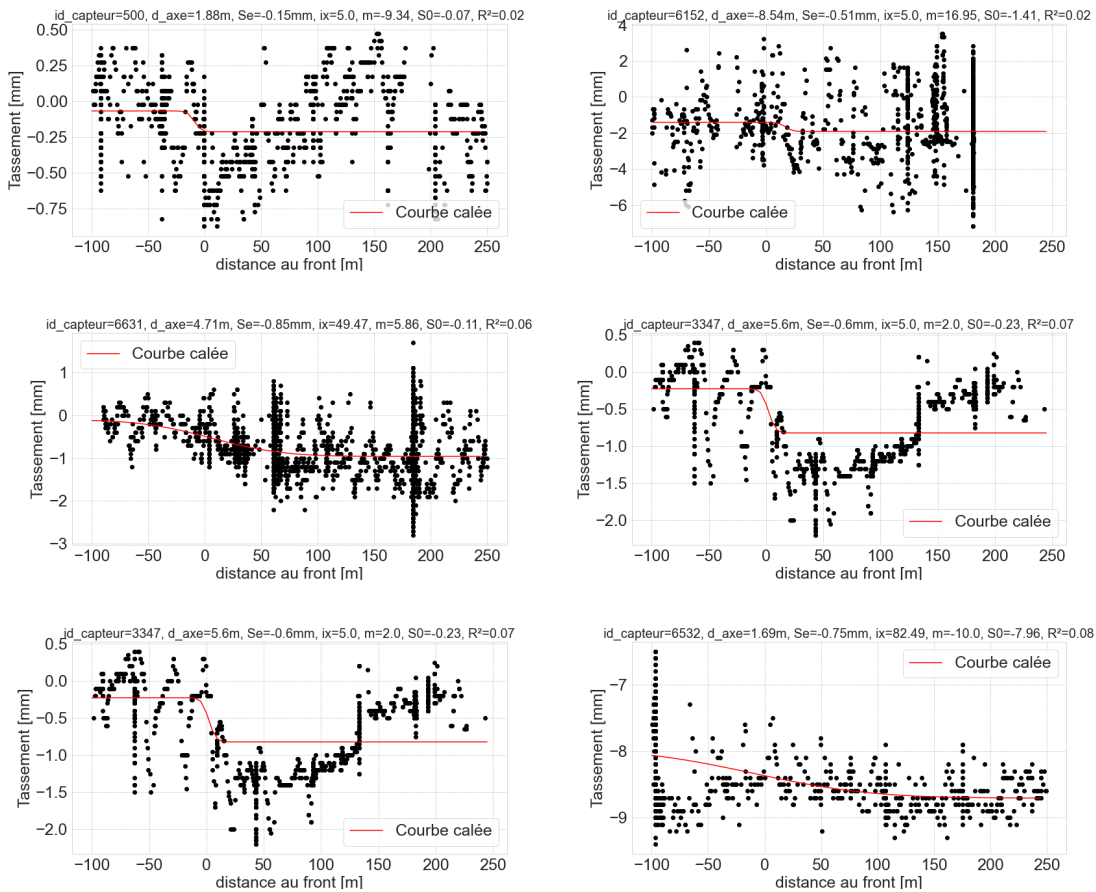 id_capteur=500, d_axe=1.88m, Se=-0.15mm, ix=5.0, m=-9.34, S0=-0.07, R²=0.02
0.50
0.25
0.00
−0.25
−0.50
−0.75
Tassement [mm]
Courbe calée
−100 −50 0 50 100 150 200 250
distance au front [m]
id_capteur=6152, d_axe=-8.54m, Se=-0.51mm, ix=5.0, m=16.95, S0=-1.41, R²=0.02
4
2
0
−2
−4
−6
Tassement [mm]
Courbe calée
−100 −50 0 50 100 150 200 250
distance au front [m]
id_capteur=6631, d_axe=4.71m, Se=-0.85mm, ix=49.47, m=5.86, S0=-0.11, R²=0.06
Courbe calée
1
0
−1
−2
−3
Tassement [mm]
−100 −50 0 50 100 150 200 250
distance au front [m]
id_capteur=3347, d_axe=5.6m, Se=-0.6mm, ix=5.0, m=2.0, S0=-0.23, R²=0.07
0.5
0.0
−0.5
−1.0
−1.5
−2.0
Tassement [mm]
Courbe calée
−100 −50 0 50 100 150 200 250
distance au front [m]
id_capteur=3347, d_axe=5.6m, Se=-0.6mm, ix=5.0, m=2.0, S0=-0.23, R²=0.07
0.5
0.0
−0.5
−1.0
−1.5
−2.0
Tassement [mm]
Courbe calée
−100 −50 0 50 100 150 200 250
distance au front [m]
id_capteur=6532, d_axe=1.69m, Se=-0.75mm, ix=82.49, m=-10.0, S0=-7.96, R²=0.08
Courbe calée
−7
−8
−9
Tassement [mm]
−100 −50 0 50 100 150 200 250
distance au front [m]